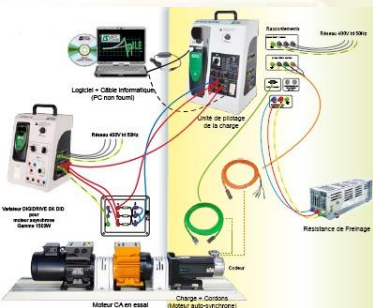 Raccordements
Réseau 400V tri 50Hz
Logiciel + Câble Informatique
(PC non fourni)
Unité de pilotage
de la charge
Réseau 400V tri 50Hz
Variateur DIGIDRIVE SK DID
pour
moteur asynchrone
Gamme 1500W
Résistance de Freinage
Codeur
Moteur CA en essai
Charge + Cordons
(Moteur auto-synchrone)